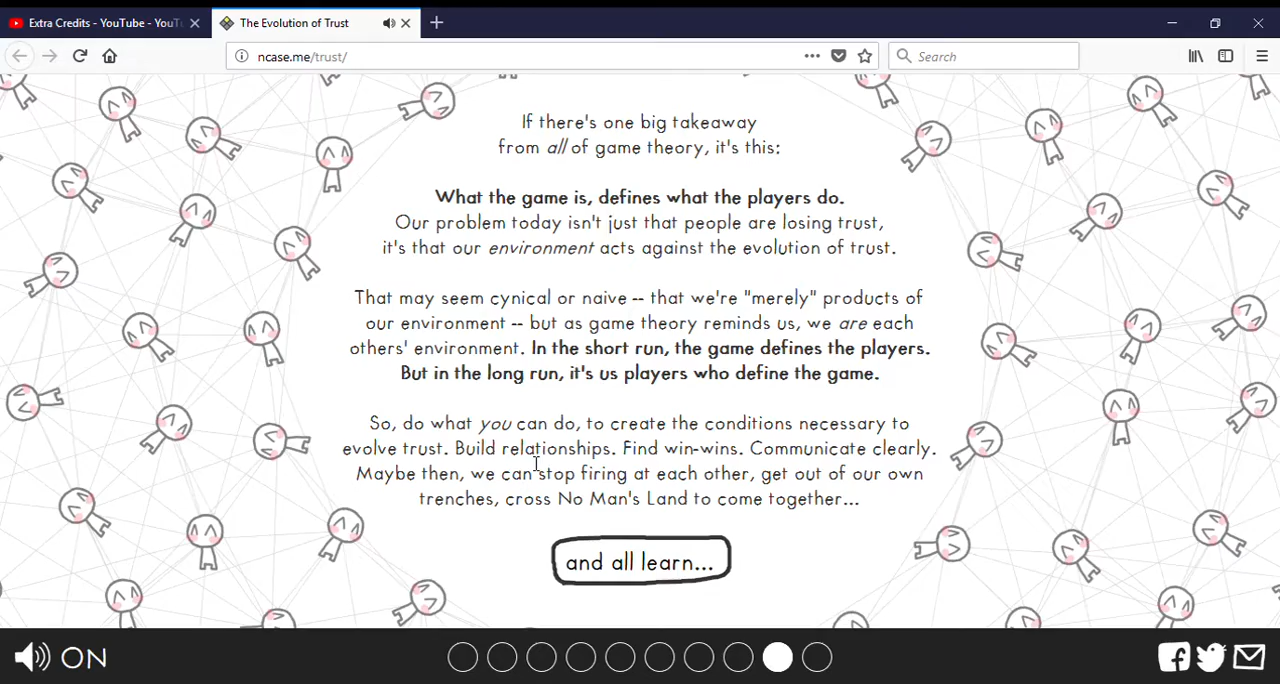 Extra Credits - YouTube - YouT
The Evolution of Trust
ncase.me/trust/
Search
If there's one big takeaway
from all of game theory, it's this:
What the game is, defines what the players do.
Our problem today isn't just that people are losing trust,
it's that our environment acts against the evolution of trust.
That may seem cynical or naive -- that we're "merely" products of
our environment -- but as game theory reminds us, we are each
others' environment. In the short run, the game defines the players.
But in the long run, it's us players who define the game.
So, do what you can do, to create the conditions necessary to
evolve trust. Build relationships. Find win-wins. Communicate clearly.
Maybe then, we can stop firing at each other, get out of our own
trenches, cross No Man's Land to come together...
and all learn...
ON